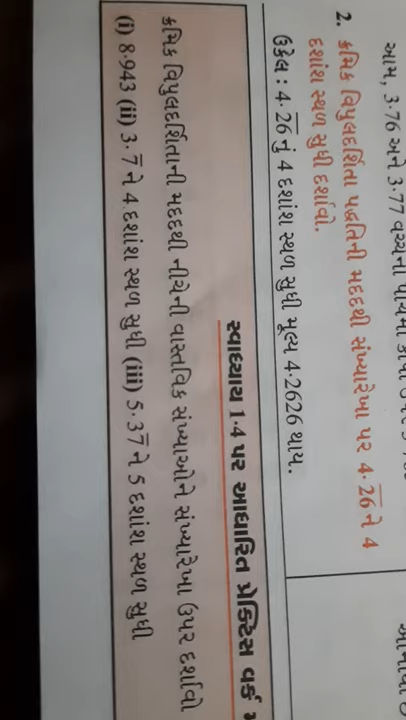 આમ, 3.76 અને 3.77 વચ્ચેના પાંચમા
2. ક્રમિક વિપુલદર્શિતા પદ્ધતિની મદદથી સંખ્યારેખા પર 4.2̅6̅ ને 4
દશાંશ સ્થળ સુધી દર્શાવો.
ઉકેલ : 4.2̅6̅નું 4 દશાંશ સ્થળ સુધી મૂલ્ય 4.2626 થાય.
સ્વાધ્યાય 1.4 પર આધારિત પ્રેક્ટિસ વર્ક
ક્રમિક વિપુલદર્શિતાની મદદથી નીચેની વાસ્તવિક સંખ્યાઓને સંખ્યારેખા ઉપર દર્શાવો
(i) 8.943 (ii) 3.7̅ ને 4 દશાંશ સ્થળ સુધી (iii) 5.37̅ ને 5 દશાંશ સ્થળ સુધી